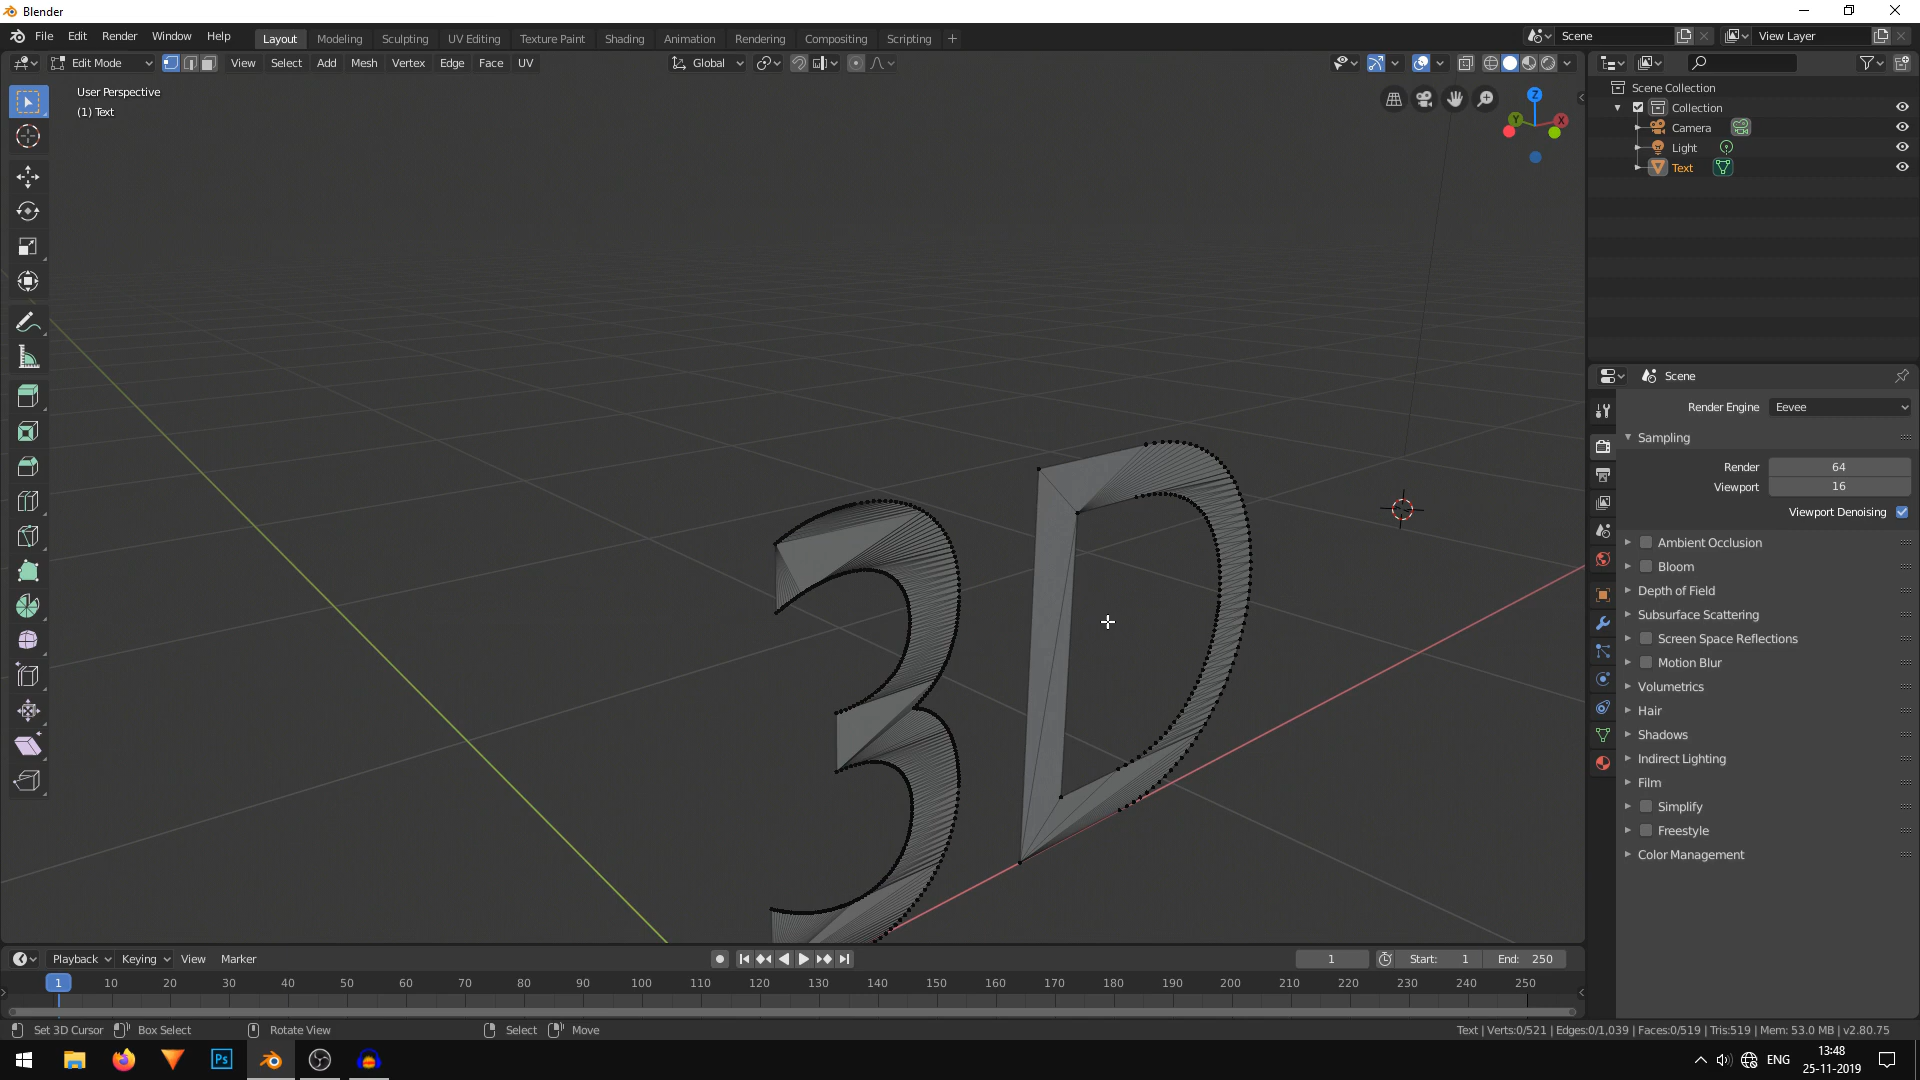 Blender
File Edit Render Window Help Layout Modeling Sculpting UV Editing Texture Paint Shading Animation Rendering Compositing Scripting + Scene View Layer
Edit Mode View Select Add Mesh Vertex Edge Face UV Global
User Perspective
(1) Text
Z
Y
X
3D
Scene Collection
Collection
Camera
Light
Text
Scene
Render Engine Eevee
Sampling
Render 64
Viewport 16
Viewport Denoising
Ambient Occlusion
Bloom
Depth of Field
Subsurface Scattering
Screen Space Reflections
Motion Blur
Volumetrics
Hair
Shadows
Indirect Lighting
Film
Simplify
Freestyle
Color Management
Playback Keying View Marker 1 Start: 1 End: 250
1 10 20 30 40 50 60 70 80 90 100 110 120 130 140 150 160 170 180 190 200 210 220 230 240 250
Set 3D Cursor Box Select Rotate View Select Move Text | Verts:0/521 | Edges:0/1,039 | Faces:0/519 | Tris:519 | Mem: 53.0 MB | v2.80.75
Ps ENG 13:48
25-11-2019